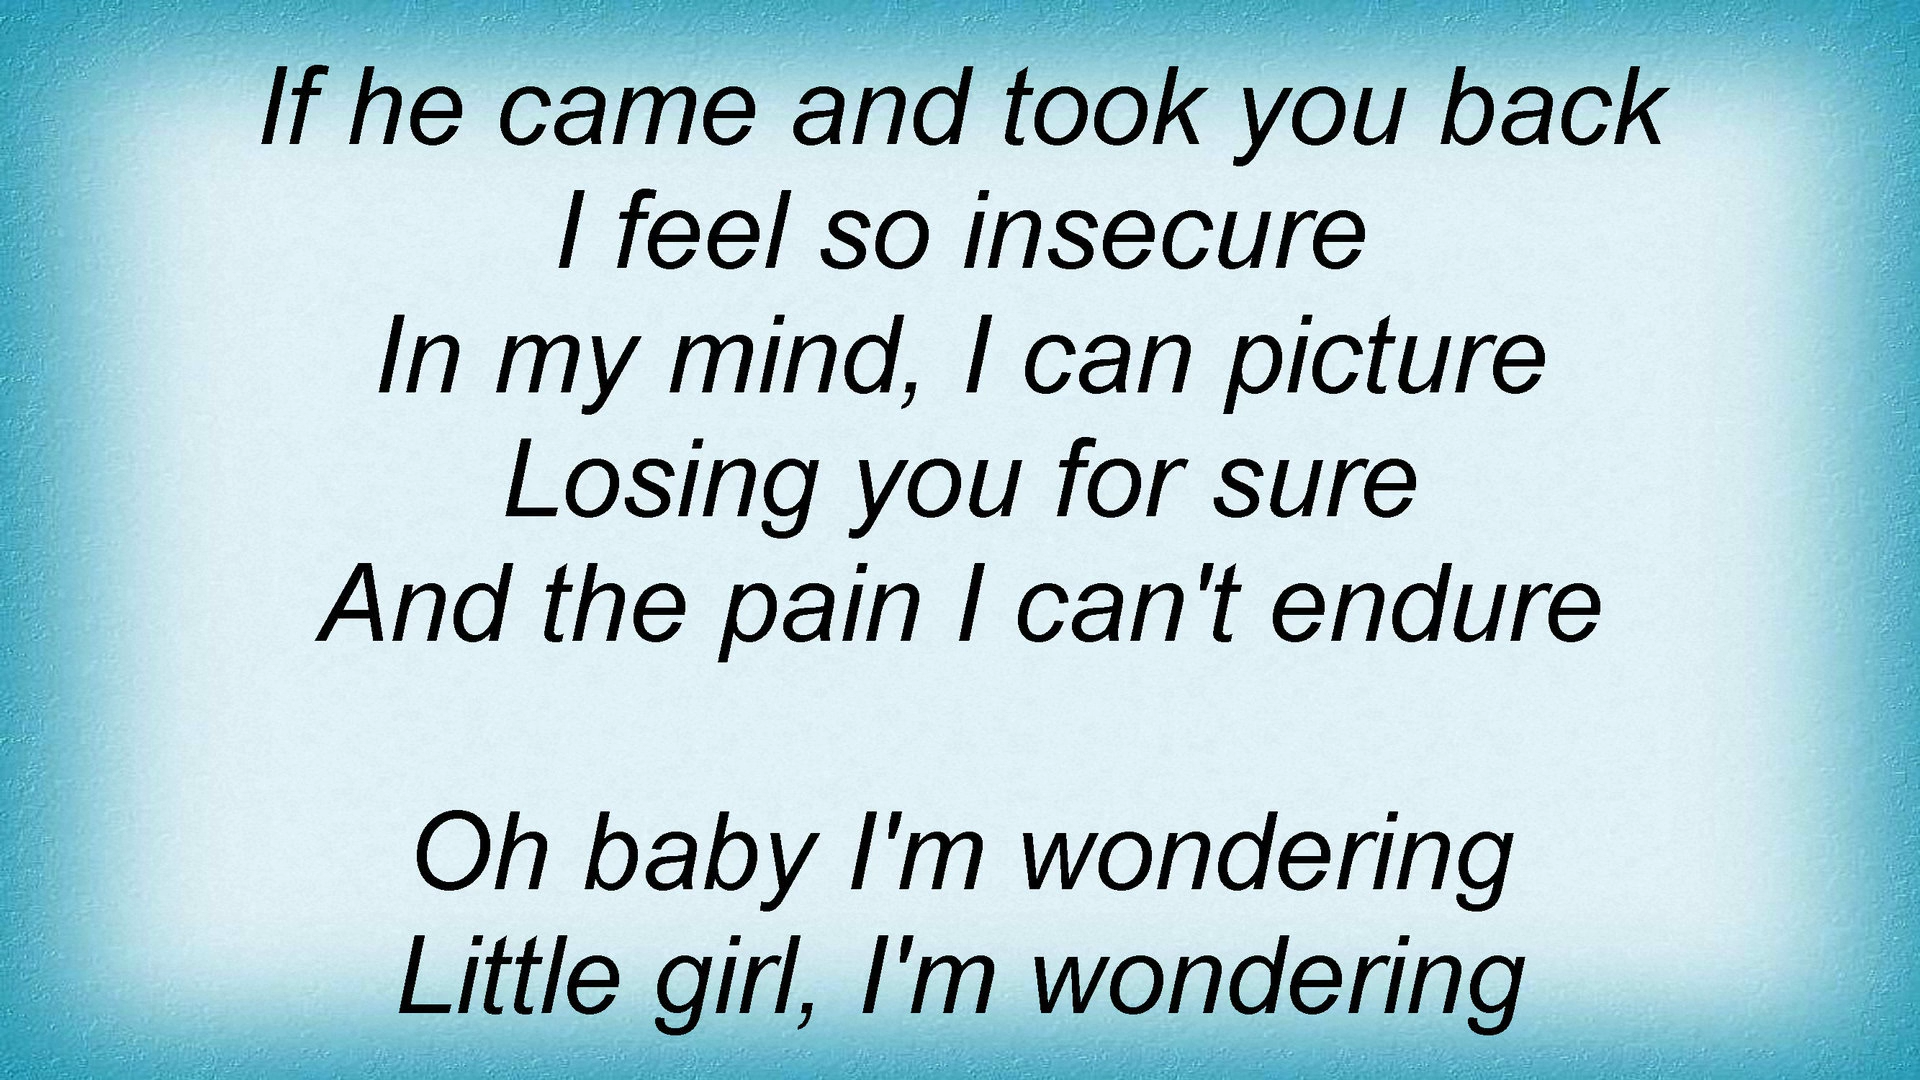 If he came and took you back
I feel so insecure
In my mind, I can picture
Losing you for sure
And the pain I can't endure
Oh baby I'm wondering
Little girl, I'm wondering